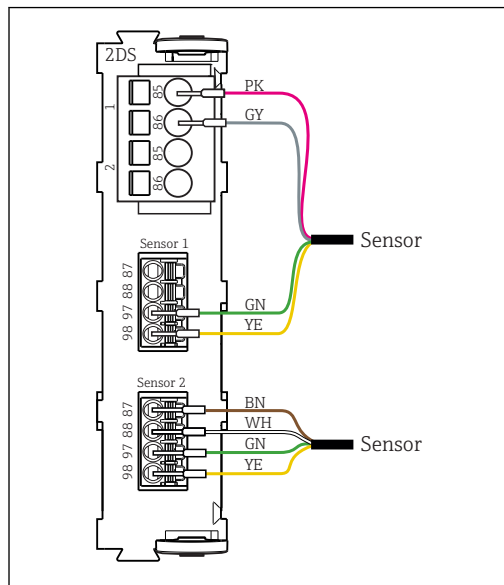 2DS
1
85
PK
86
GY
2
85
86
Sensor
Sensor 1
87
88
97
GN
98
YE
Sensor 2
87
BN
88
WH
97
GN
Sensor
98
YE